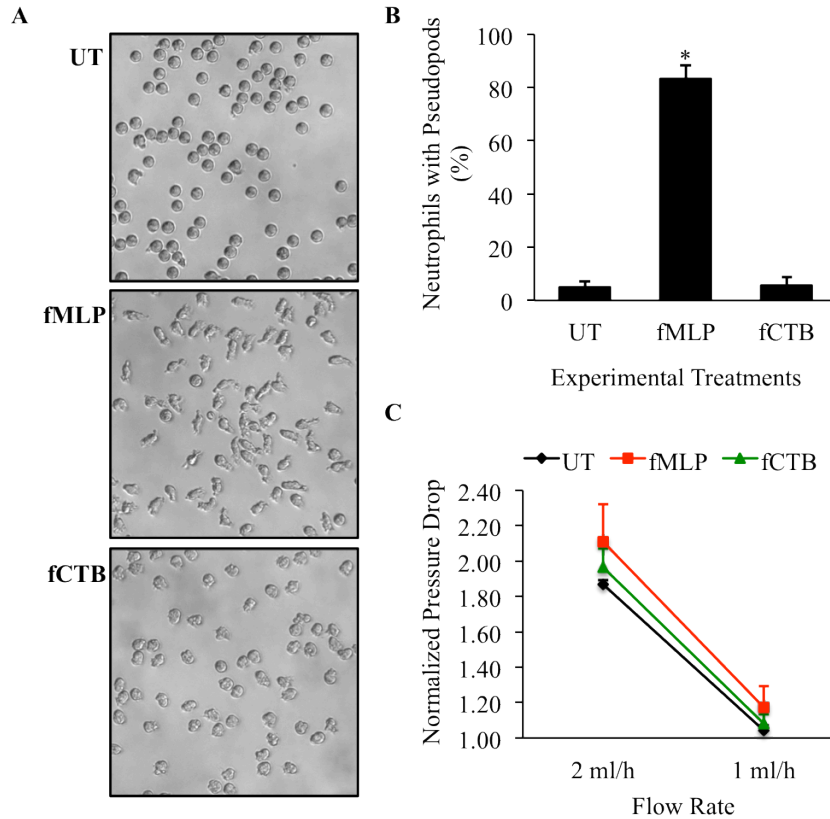 A
UT
fMLP
fCTB
B
Neutrophils with Pseudopods
(%)
100
80
60
40
20
0
*
UT fMLP fCTB
Experimental Treatments
C
UT fMLP fCTB
Normalized Pressure Drop
2.40
2.20
2.00
1.80
1.60
1.40
1.20
1.00
2 ml/h 1 ml/h
Flow Rate